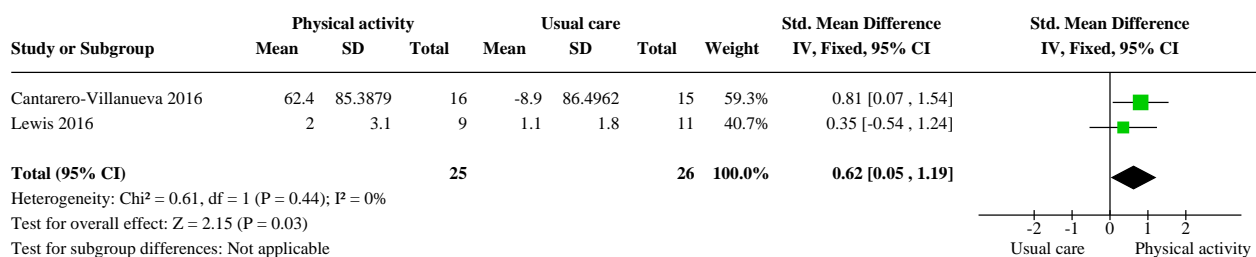 Physical activity Usual care Std. Mean Difference Std. Mean Difference
Study or Subgroup Mean SD Total Mean SD Total Weight IV, Fixed, 95% CI IV, Fixed, 95% CI
Cantarero-Villanueva 2016 62.4 85.3879 16 -8.9 86.4962 15 59.3% 0.81 [0.07 , 1.54]
Lewis 2016 2 3.1 9 1.1 1.8 11 40.7% 0.35 [-0.54 , 1.24]
Total (95% CI) 25 26 100.0% 0.62 [0.05 , 1.19]
Heterogeneity: Chi² = 0.61, df = 1 (P = 0.44); I² = 0%
Test for overall effect: Z = 2.15 (P = 0.03)
-2 -1 0 1 2
Test for subgroup differences: Not applicable
Usual care Physical activity